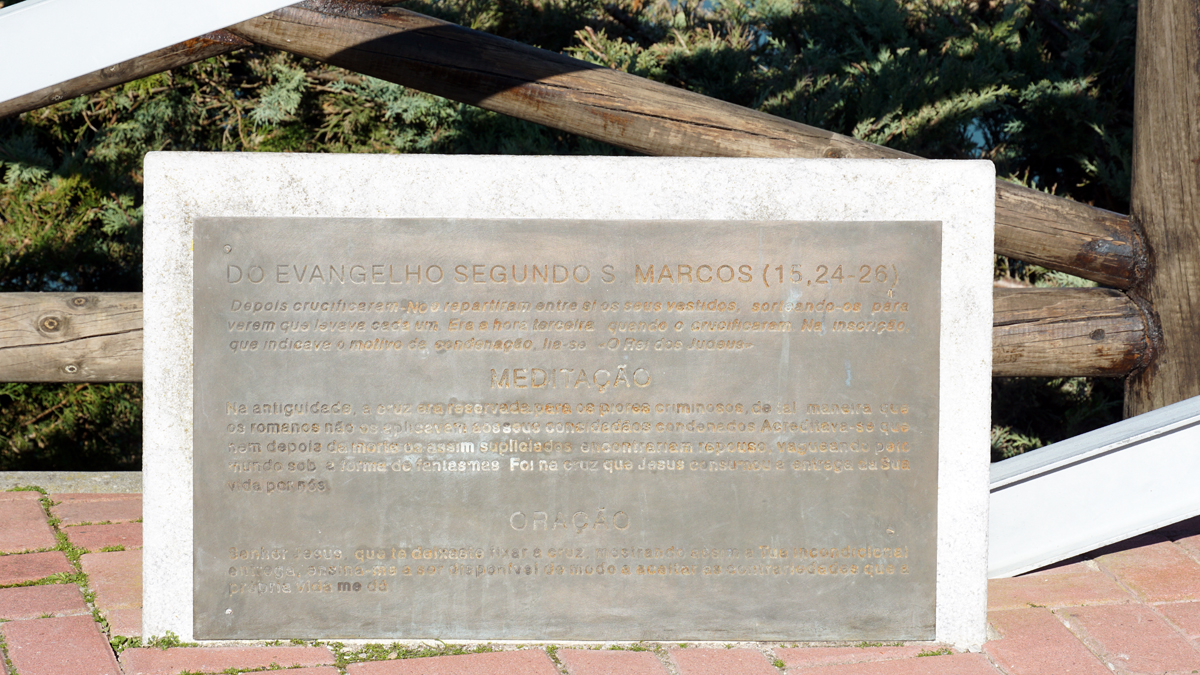 DO EVANGELHO SEGUNDO S MARCOS (15,24-26)
Depois crucificaram-No e repartiram entre si os seus vestidos, sorteando-os para
verem que levava cada um. Era a hora terceira quando o crucificaram. Na inscrição,
que indicava o motivo da condenação, lia-se «O Rei dos Judeus»
MEDITAÇÃO
Na antiguidade, a cruz era reservada para os piores criminosos, de tal maneira que
os romanos não os aplicavam aos seus concidadãos condenados. Acreditava-se que
nem depois da morte os assim supliciados encontrariam repouso, vagueando pelo
mundo sob a forma de fantasmas. Foi na cruz que Jesus consumou a entrega da Sua
vida por nós.
ORAÇÃO
Senhor Jesus, que te deixaste fixar à cruz, mostrando assim a Tua incondicional
entrega, ensina-me a ser disponível de modo a aceitar as contrariedades que a
própria vida me dá